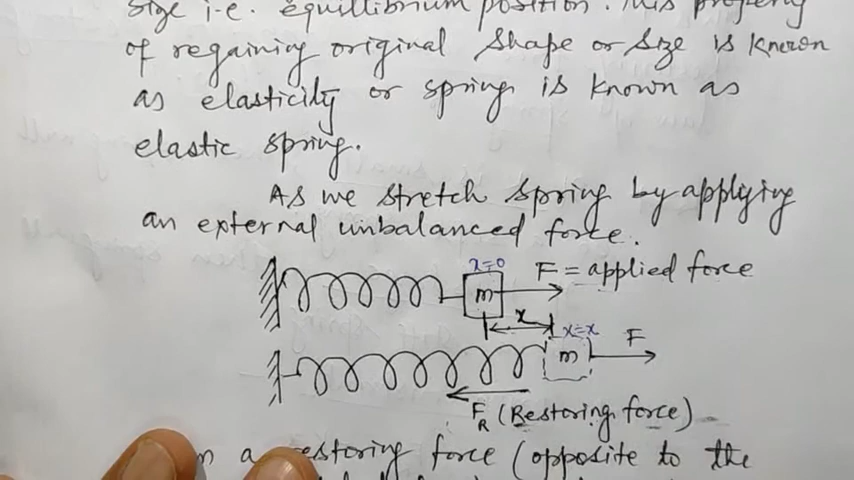 size i.e. equillibrium position. This property
of regaining original shape or size is known
as elasticity or spring is known as
elastic spring.
As we stretch spring by applying
an external unbalanced force.
x=0
F = applied force
m
x
x=x
F
m
F_R (Restoring force)
a restoring force (opposite to the